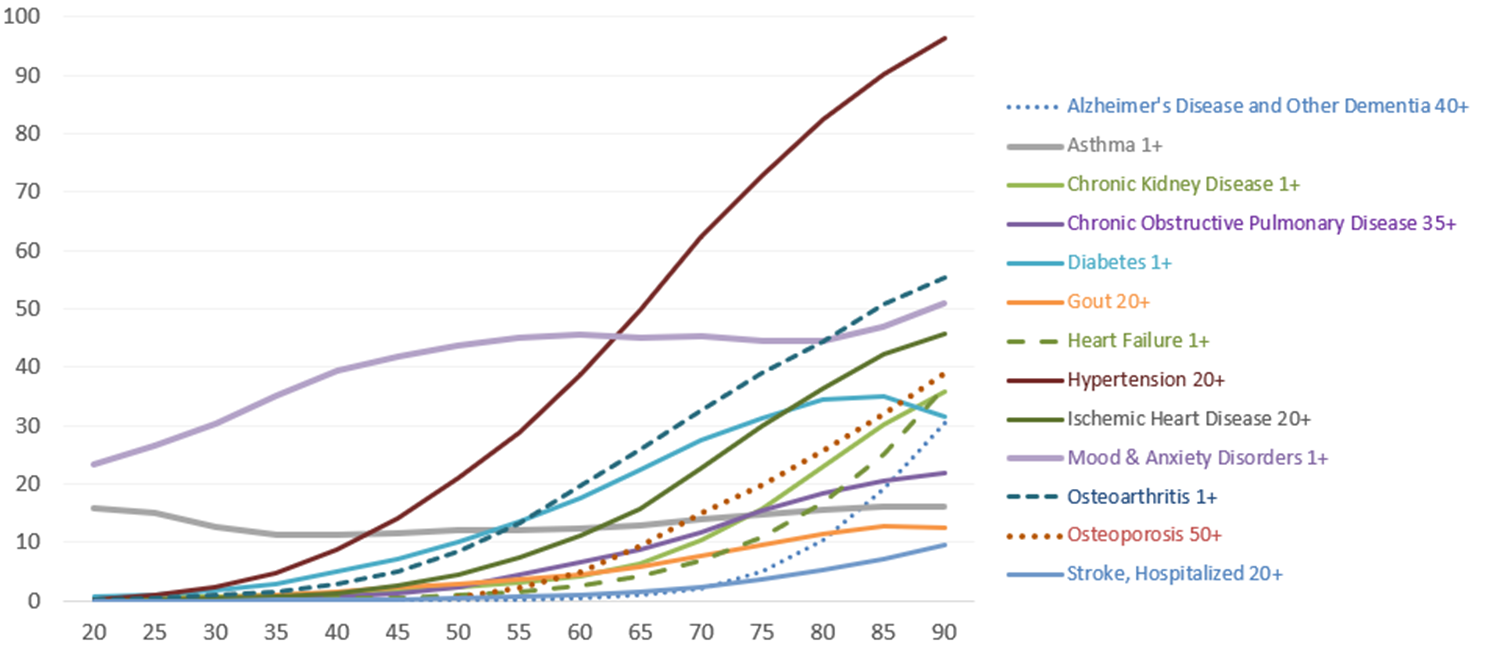 100
90
80
70
60
50
40
30
20
10
0
20 25 30 35 40 45 50 55 60 65 70 75 80 85 90
Alzheimer's Disease and Other Dementia 40+
Asthma 1+
Chronic Kidney Disease 1+
Chronic Obstructive Pulmonary Disease 35+
Diabetes 1+
Gout 20+
Heart Failure 1+
Hypertension 20+
Ischemic Heart Disease 20+
Mood & Anxiety Disorders 1+
Osteoarthritis 1+
Osteoporosis 50+
Stroke, Hospitalized 20+